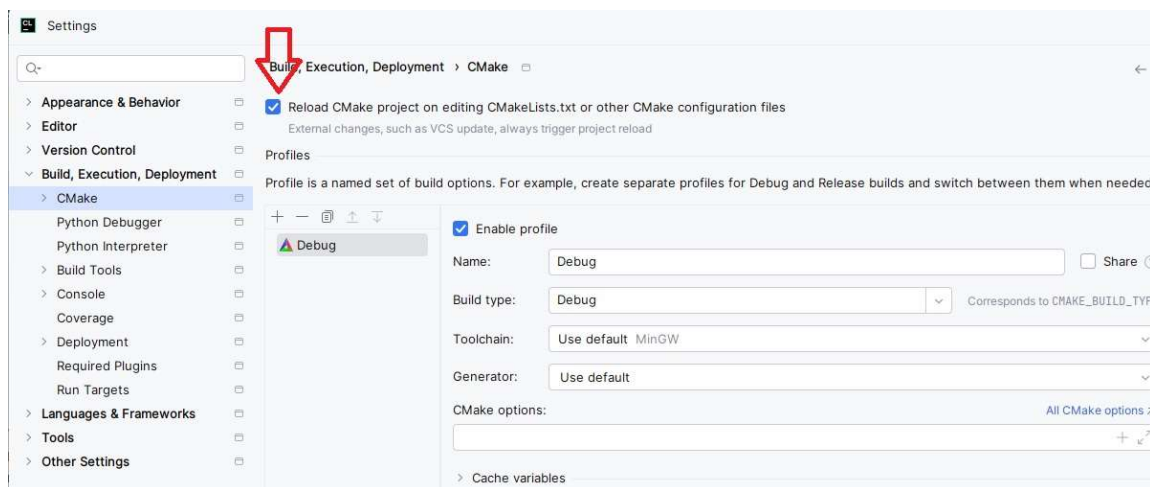 CL Settings
Build, Execution, Deployment › CMake
Appearance & Behavior
Editor
Version Control
Build, Execution, Deployment
CMake
Python Debugger
Python Interpreter
Build Tools
Console
Coverage
Deployment
Required Plugins
Run Targets
Languages & Frameworks
Tools
Other Settings
Reload CMake project on editing CMakeLists.txt or other CMake configuration files
External changes, such as VCS update, always trigger project reload
Profiles
Profile is a named set of build options. For example, create separate profiles for Debug and Release builds and switch between them when needed
Debug
Enable profile
Name: Debug Share
Build type: Debug Corresponds to CMAKE_BUILD_TYP
Toolchain: Use default MinGW
Generator: Use default
CMake options: All CMake options
Cache variables